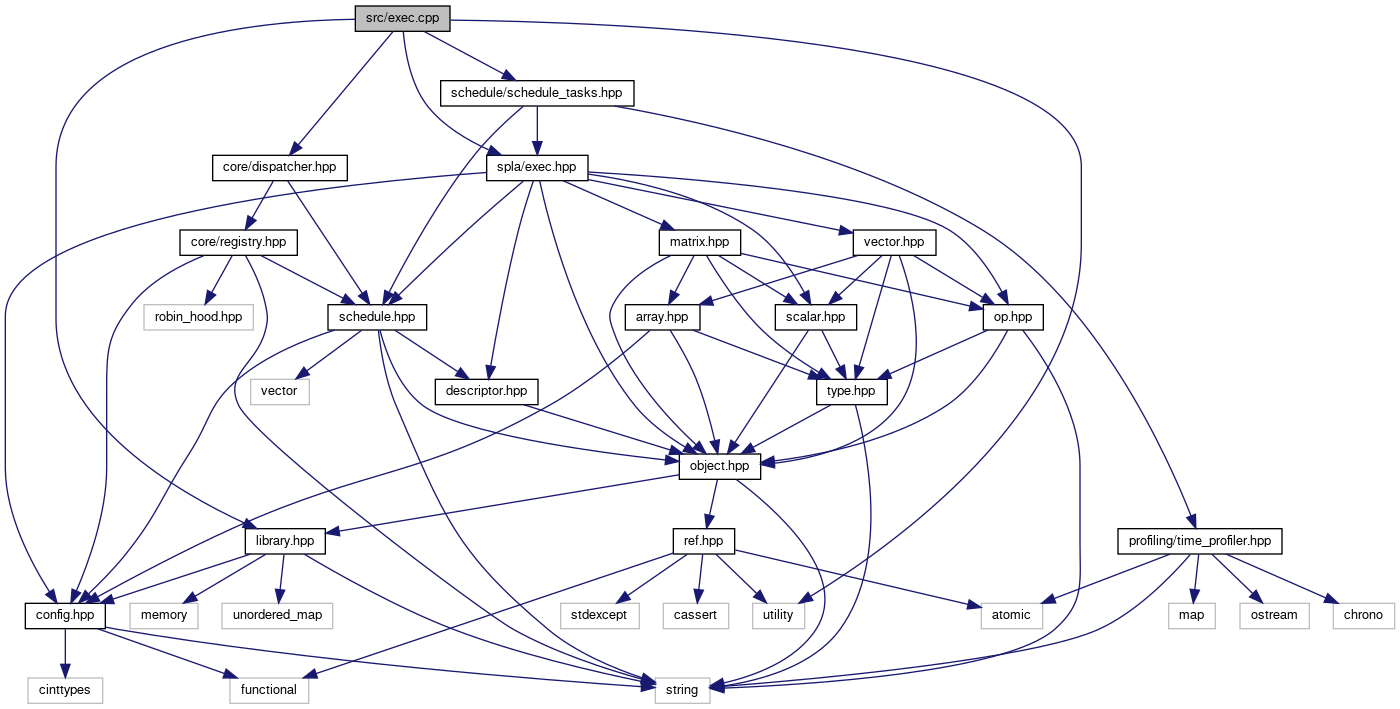 src/exec.cpp
schedule/schedule_tasks.hpp
core/dispatcher.hpp
spla/exec.hpp
core/registry.hpp
matrix.hpp
vector.hpp
robin_hood.hpp
schedule.hpp
array.hpp
scalar.hpp
op.hpp
vector
descriptor.hpp
type.hpp
object.hpp
library.hpp
ref.hpp
profiling/time_profiler.hpp
config.hpp
memory
unordered_map
stdexcept
cassert
utility
atomic
map
ostream
chrono
cinttypes
functional
string